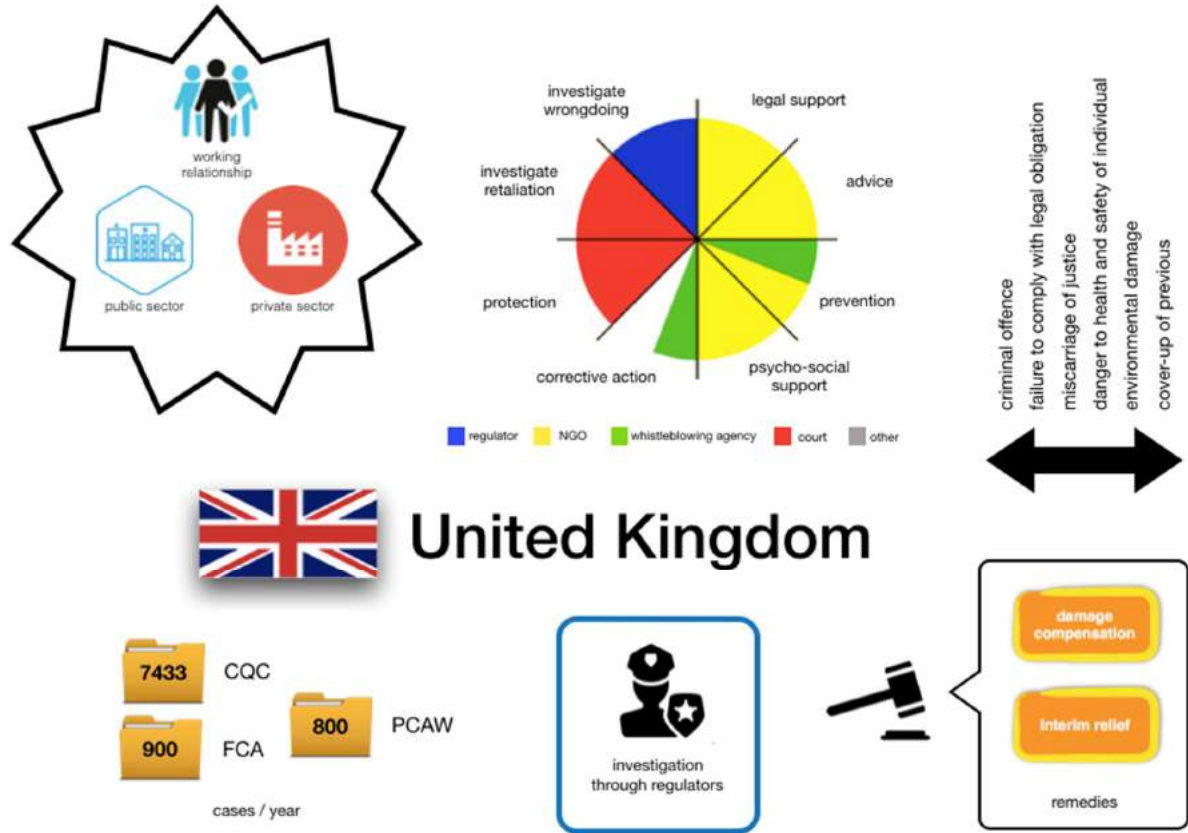 working
relationship
public sector
private sector
investigate
wrongdoing
legal support
investigate
retaliation
advice
protection
prevention
corrective action
psycho-social
support
regulator
NGO
whistleblowing agency
court
other
criminal offence
failure to comply with legal obligation
miscarriage of justice
danger to health and safety of individual
environmental damage
cover-up of previous
United Kingdom
7433
CQC
900
FCA
800
PCAW
cases / year
investigation
through regulators
damage
compensation
Interim relief
remedies